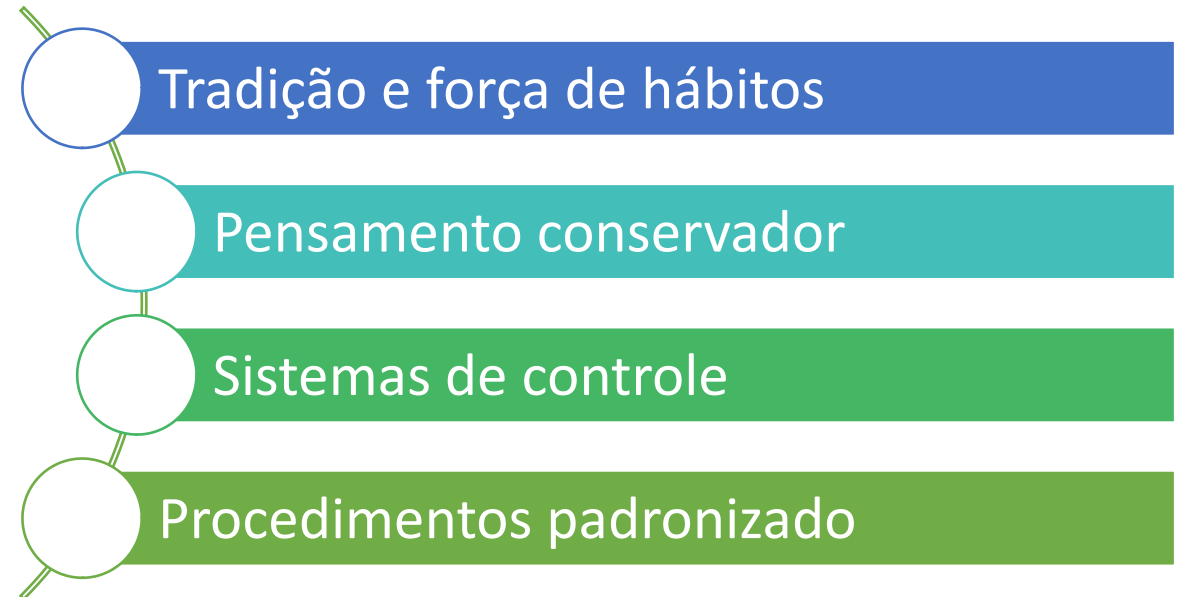 Tradição e força de hábitos
Pensamento conservador
Sistemas de controle
Procedimentos padronizado